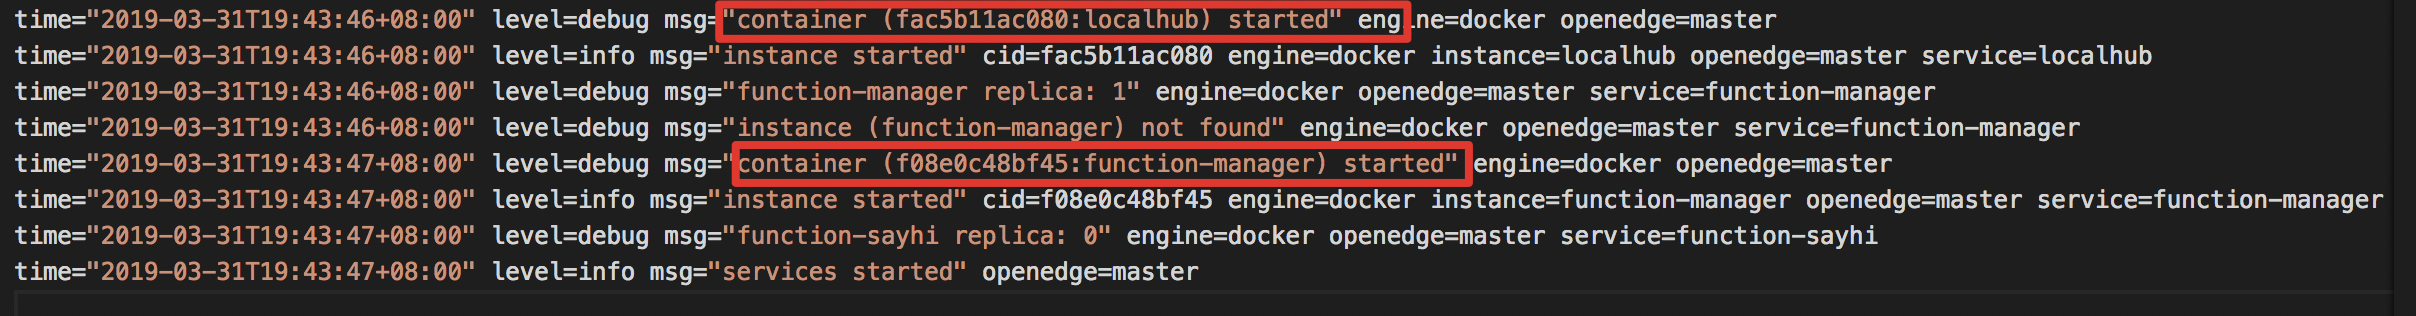 time="2019-03-31T19:43:46+08:00" level=debug msg="container (fac5b11ac080:localhub) started" engine=docker openedge=master
time="2019-03-31T19:43:46+08:00" level=info msg="instance started" cid=fac5b11ac080 engine=docker instance=localhub openedge=master service=localhub
time="2019-03-31T19:43:46+08:00" level=debug msg="function-manager replica: 1" engine=docker openedge=master service=function-manager
time="2019-03-31T19:43:46+08:00" level=debug msg="instance (function-manager) not found" engine=docker openedge=master service=function-manager
time="2019-03-31T19:43:47+08:00" level=debug msg="container (f08e0c48bf45:function-manager) started" engine=docker openedge=master
time="2019-03-31T19:43:47+08:00" level=info msg="instance started" cid=f08e0c48bf45 engine=docker instance=function-manager openedge=master service=function-manager
time="2019-03-31T19:43:47+08:00" level=debug msg="function-sayhi replica: 0" engine=docker openedge=master service=function-sayhi
time="2019-03-31T19:43:47+08:00" level=info msg="services started" openedge=master